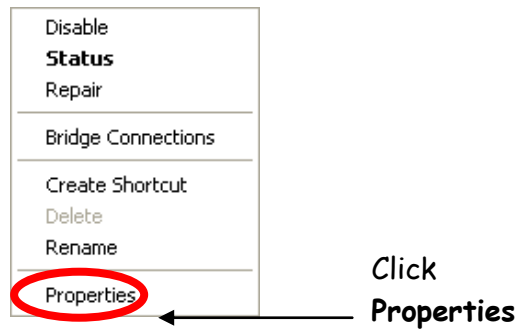 Disable
Status
Repair
Bridge Connections
Create Shortcut
Delete
Rename
Properties
Click
Properties